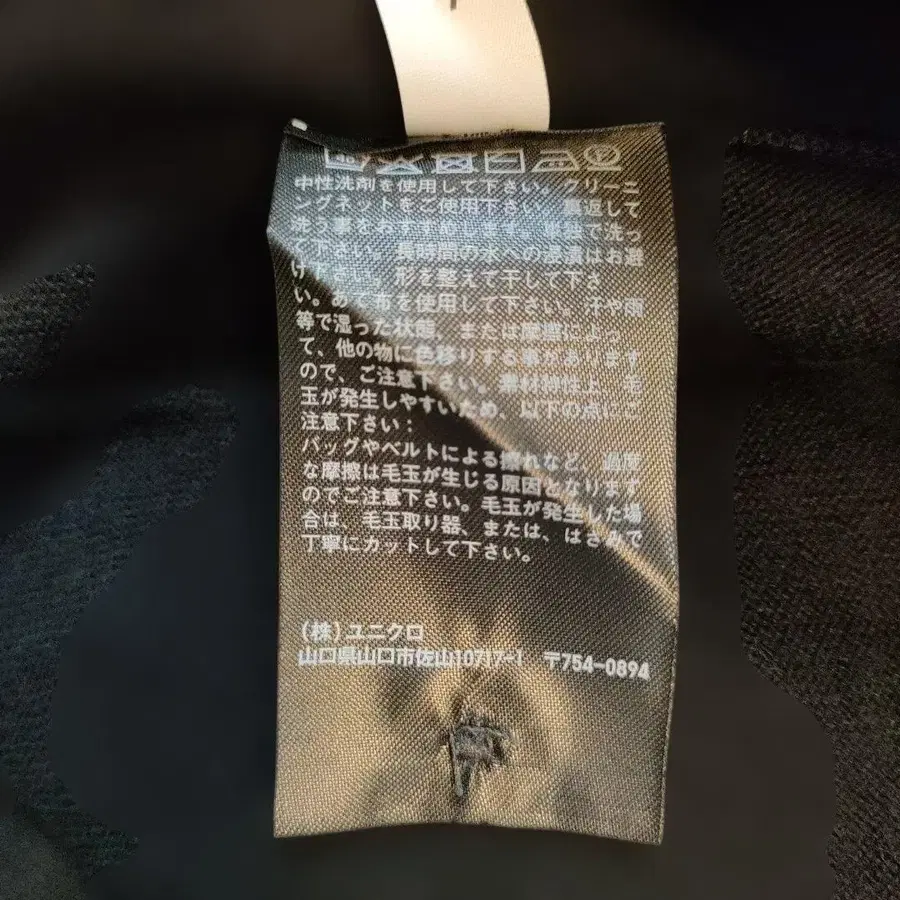 中性洗剤を使用して下さい。クリーニ
ングネットをご使用下さい。裏返して
洗う事をおすすめします。単独で洗っ
て下さい。長時間の水への浸漬はお避
け下さい。形を整えて干して下さ
い。あて布を使用して下さい。汗や雨
等で湿った状態、または摩擦によっ
て、他の物に色移りする事があります
ので、ご注意下さい。素材特性上、毛
玉が発生しやすいため、以下の点にご
注意下さい:
バッグやベルトによる擦れなど、過度
な摩擦は毛玉が生じる原因となります
のでご注意下さい。毛玉が発生した場
合は、毛玉取り器、または、はさみで
丁寧にカットして下さい。
(株)ユニクロ
山口県山口市佐山10717-1 〒754-0894